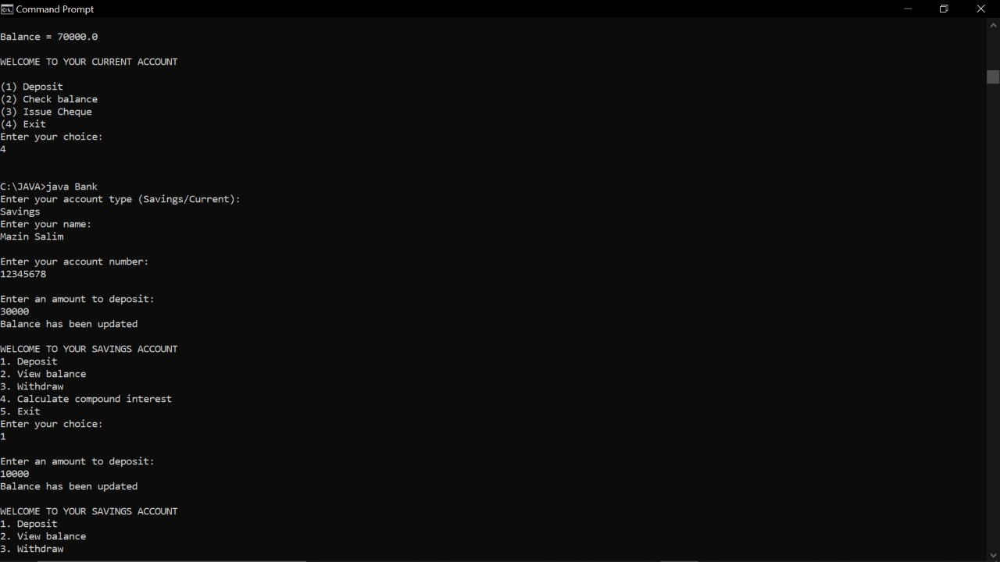 Command Prompt
Balance = 70000.0
WELCOME TO YOUR CURRENT ACCOUNT
(1) Deposit
(2) Check balance
(3) Issue Cheque
(4) Exit
Enter your choice:
4
C:\JAVA>java Bank
Enter your account type (Savings/Current):
Savings
Enter your name:
Mazin Salim
Enter your account number:
12345678
Enter an amount to deposit:
30000
Balance has been updated
WELCOME TO YOUR SAVINGS ACCOUNT
1. Deposit
2. View balance
3. Withdraw
4. Calculate compound interest
5. Exit
Enter your choice:
1
Enter an amount to deposit:
10000
Balance has been updated
WELCOME TO YOUR SAVINGS ACCOUNT
1. Deposit
2. View balance
3. Withdraw